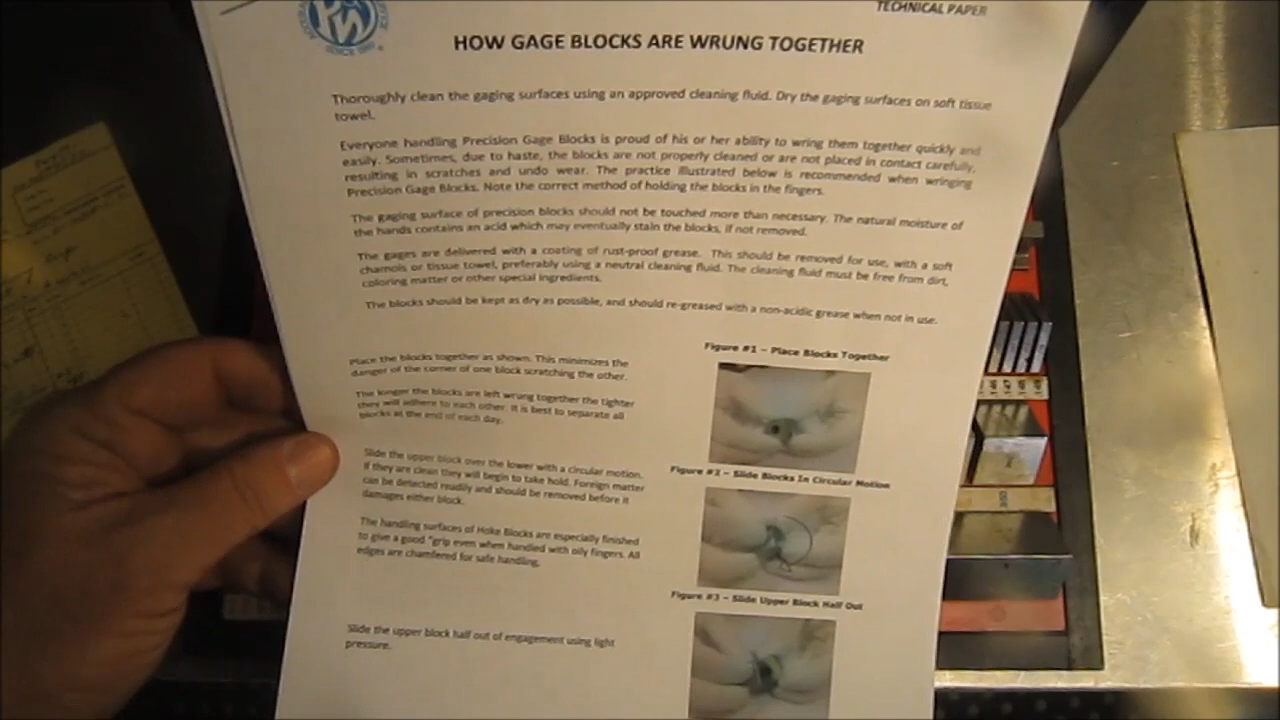 TECHNICAL PAPER
SINCE
HOW GAGE BLOCKS ARE WRUNG TOGETHER
Thoroughly clean the gaging surfaces using an approved cleaning fluid. Dry the gaging surfaces on soft tissue
towel.
Everyone handling Precision Gage Blocks is proud of his or her ability to wring them together quickly and
easily. Sometimes, due to haste, the blocks are not properly cleaned or are not placed in contact carefully,
resulting in scratches and undo wear. The practice illustrated below is recommended when wringing
Precision Gage Blocks. Note the correct method of holding the blocks in the fingers.
The gaging surface of precision blocks should not be touched more than necessary. The natural moisture of
the hands contains an acid which may eventually stain the blocks, if not removed.
The gages are delivered with a coating of rust-proof grease. This should be removed for use, with a soft
chamois or tissue towel, preferably using a neutral cleaning fluid. The cleaning fluid must be free from dirt,
coloring matter or other special ingredients.
The blocks should be kept as dry as possible, and should re-greased with a non-acidic grease when not in use.
Figure #1 – Place Blocks Together
Place the blocks together as shown. This minimizes the
danger of the corner of one block scratching the other.
The longer the blocks are left wrung together the tighter
they will adhere to each other. It is best to separate all
blocks at the end of each day.
Figure #2 – Slide Blocks In Circular Motion
Slide the upper block over the lower with a circular motion.
If they are clean they will begin to take hold. Foreign matter
can be detected readily and should be removed before it
damages either block.
The handling surfaces of Hoke Blocks are especially finished
to give a good "grip even when handled with oily fingers. All
edges are chamfered for safe handling.
Figure #3 – Slide Upper Block Half Out
Slide the upper block half out of engagement using light
pressure.
146 147 148 149
350